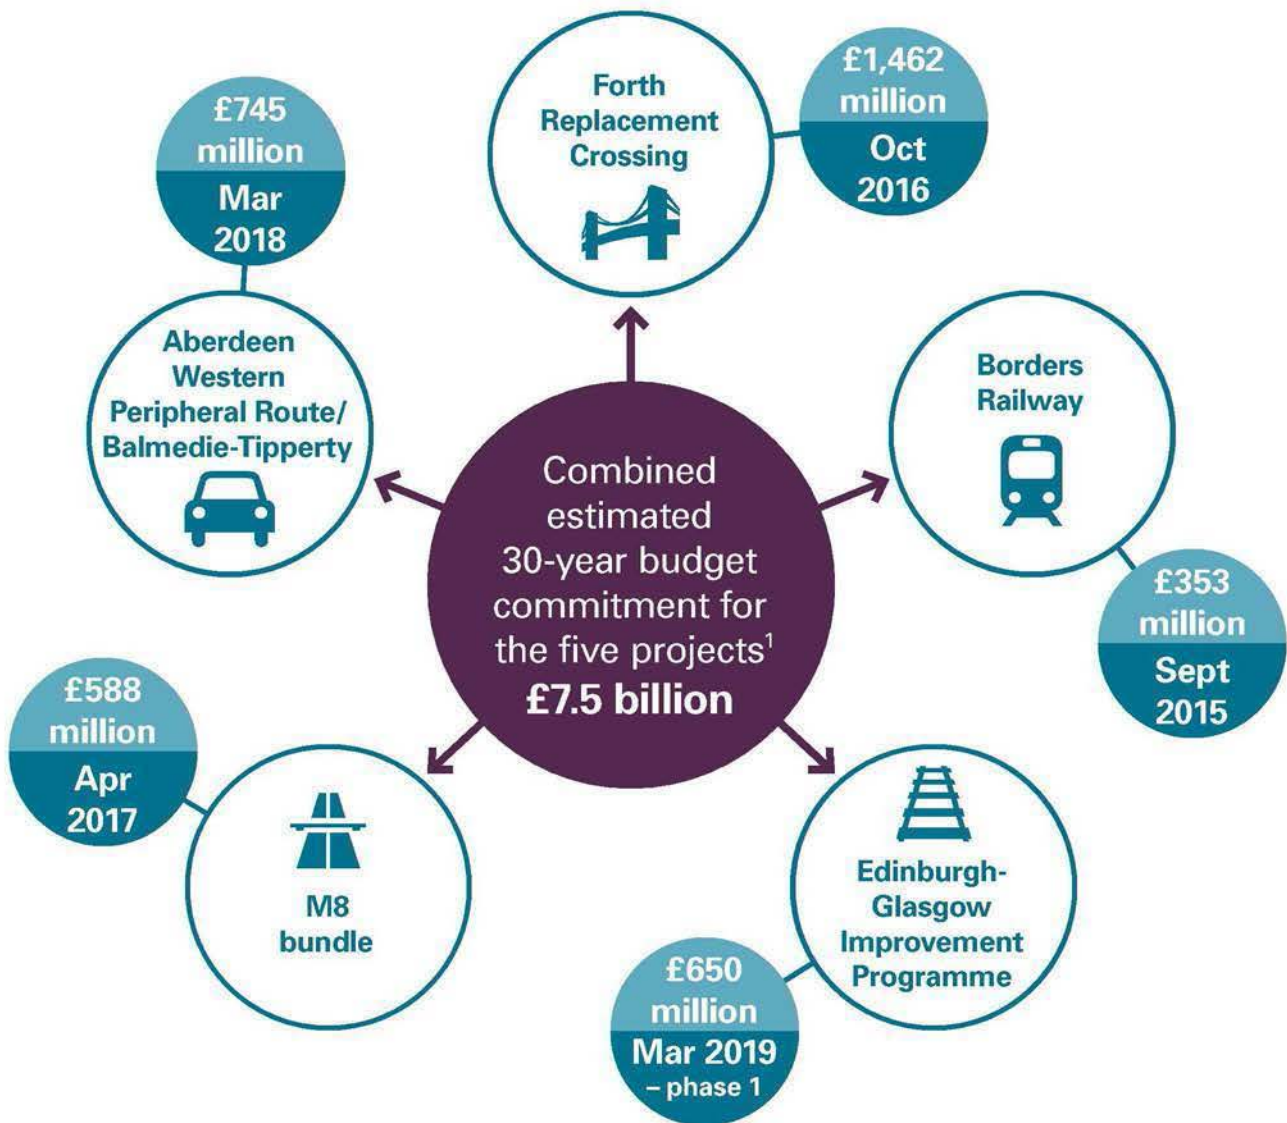 Forth
Replacement
Crossing
£1,462
million
Oct
2016
£745
million
Mar
2018
Aberdeen
Western
Peripheral Route/
Balmedie-Tipperty
Borders
Railway
£353
million
Sept
2015
Combined
estimated
30-year budget
commitment for
the five projects¹
£7.5 billion
£588
million
Apr
2017
M8
bundle
Edinburgh-
Glasgow
Improvement
Programme
£650
million
Mar 2019
– phase 1